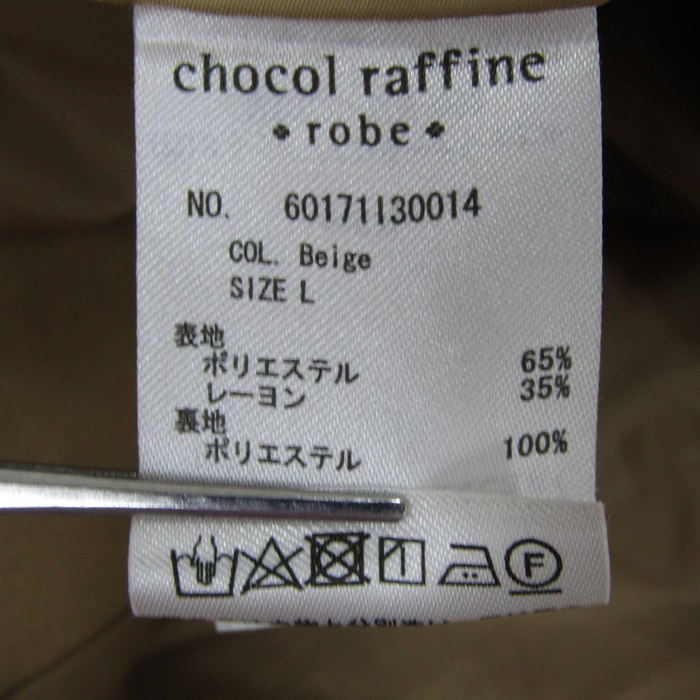 chocol raffine
robe
NO. 60171130014
COL. Beige
SIZE L
表地
ポリエステル 65%
レーヨン 35%
裏地
ポリエステル 100%
F